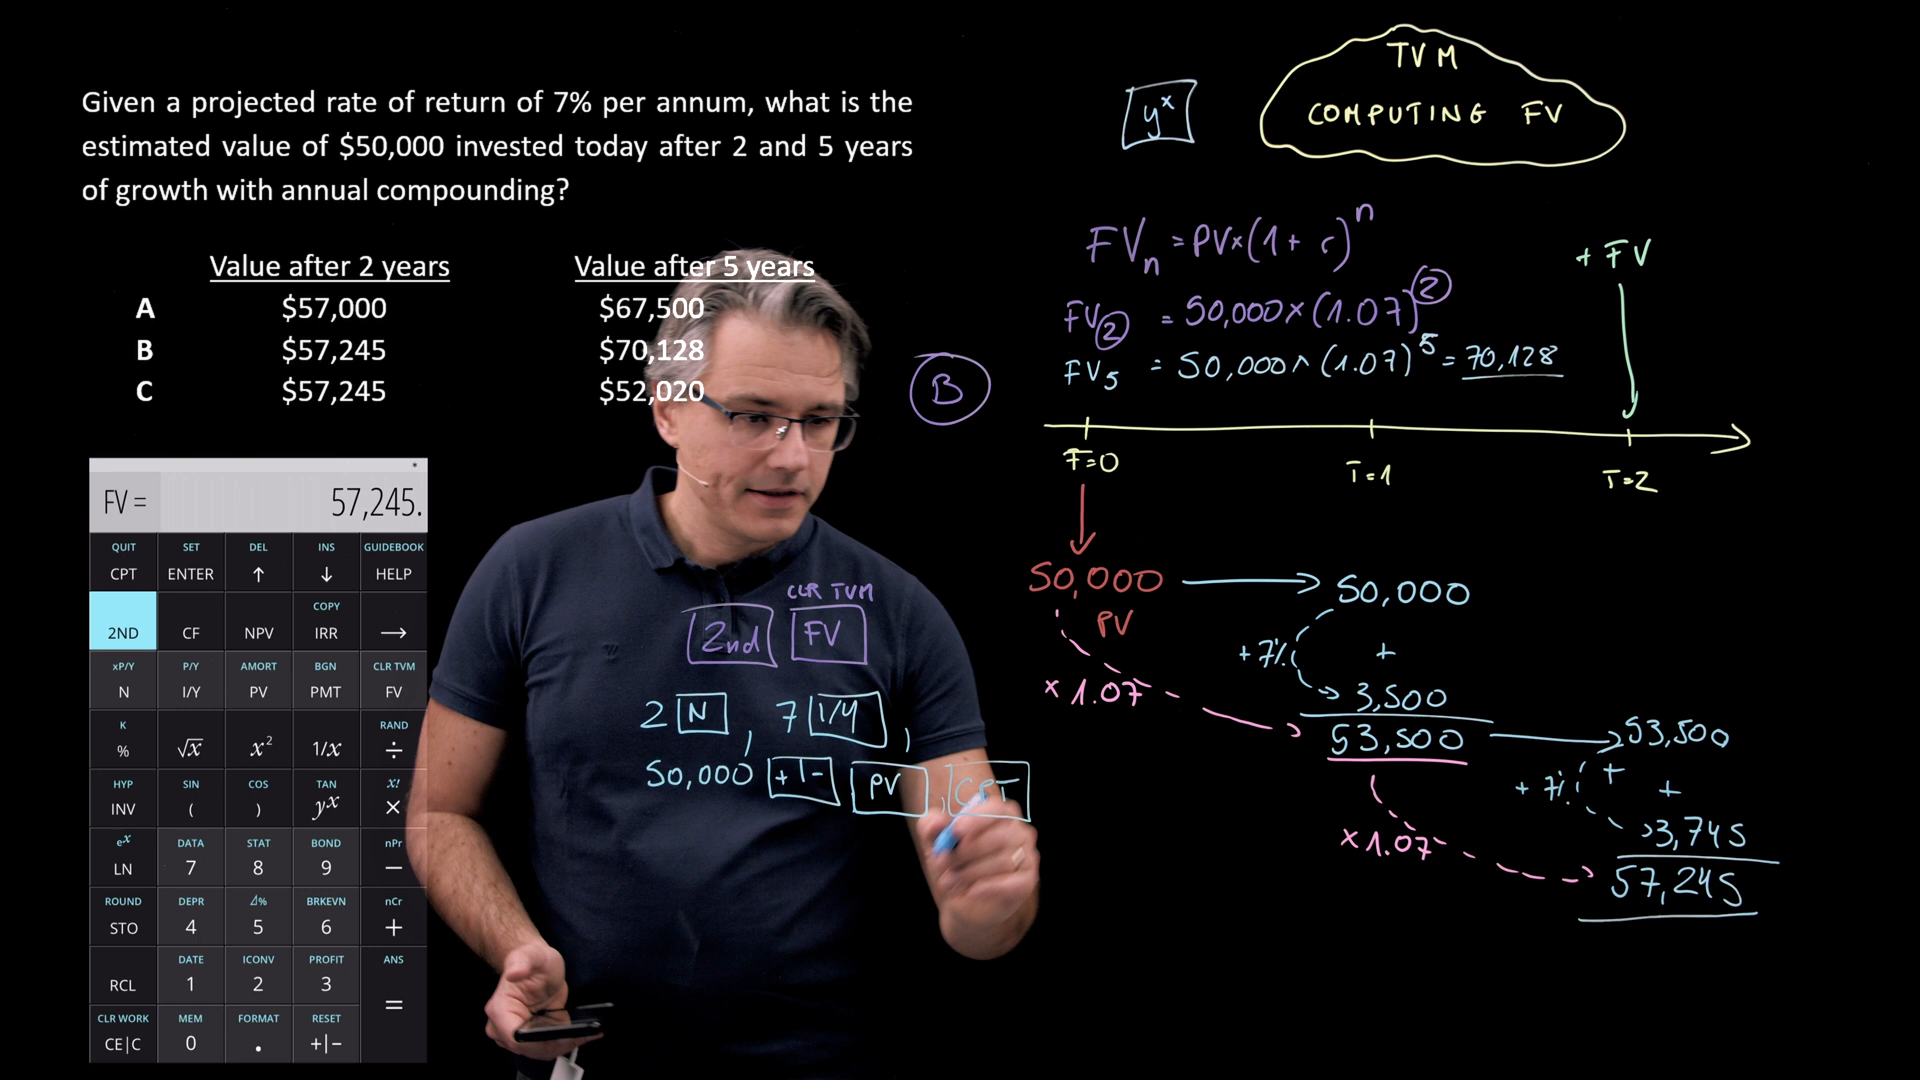 Given a projected rate of return of 7% per annum, what is the
estimated value of $50,000 invested today after 2 and 5 years
of growth with annual compounding?
Value after 2 years Value after 5 years
A $57,000 $67,500
B $57,245 $70,128
C $57,245 $52,020
B
FV = 57,245.
QUIT SET DEL INS GUIDEBOOK
CPT ENTER ↑ ↓ HELP
COPY
2ND CF NPV IRR →
xP/Y P/Y AMORT BGN CLR TVM
N I/Y PV PMT FV
K RAND
% √x x² 1/x ÷
HYP SIN COS TAN x!
INV ( ) yˣ ×
eˣ DATA STAT BOND nPr
LN 7 8 9 −
ROUND DEPR ⊿% BRKEVN nCr
STO 4 5 6 +
DATE ICONV PROFIT ANS
RCL 1 2 3 =
CLR WORK MEM FORMAT RESET
CE|C 0 . +|−
CLR TVM
2nd FV
2 N , 7 I/Y ,
50,000 +|- PV , CPT
yˣ
TVM
COMPUTING FV
FVₙ = PV×(1+ r)ⁿ
FV₂ = 50,000×(1.07)²
FV₅ = 50,000×(1.07)⁵ = 70,128
+ FV
T=0 T=1 T=2
50,000 → 50,000
PV
+7% +
×1.07 3,500
53,500 → 53,500
+
+7% +
×1.07 3,745
57,245